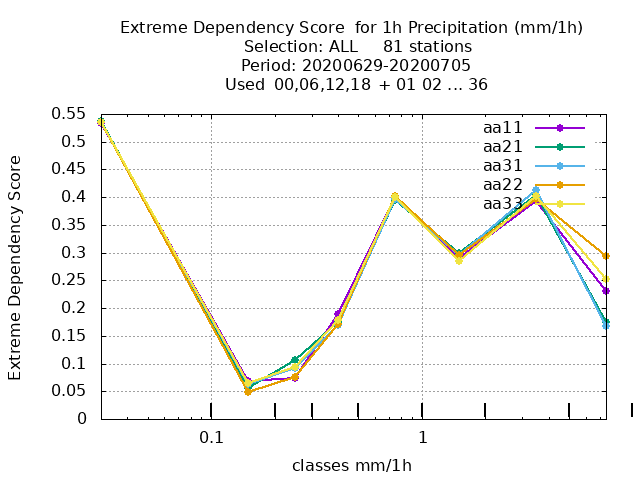 Extreme Dependency Score  for 1h Precipitation (mm/1h)
Selection: ALL     81 stations
Period: 20200629-20200705
Used  00,06,12,18  + 01 02 ... 36
0.55
0.5
0.45
0.4
0.35
0.3
0.25
0.2
0.15
0.1
0.05
0
Extreme Dependency Score
aa11
aa21
aa31
aa22
aa33
0.1
1
classes mm/1h